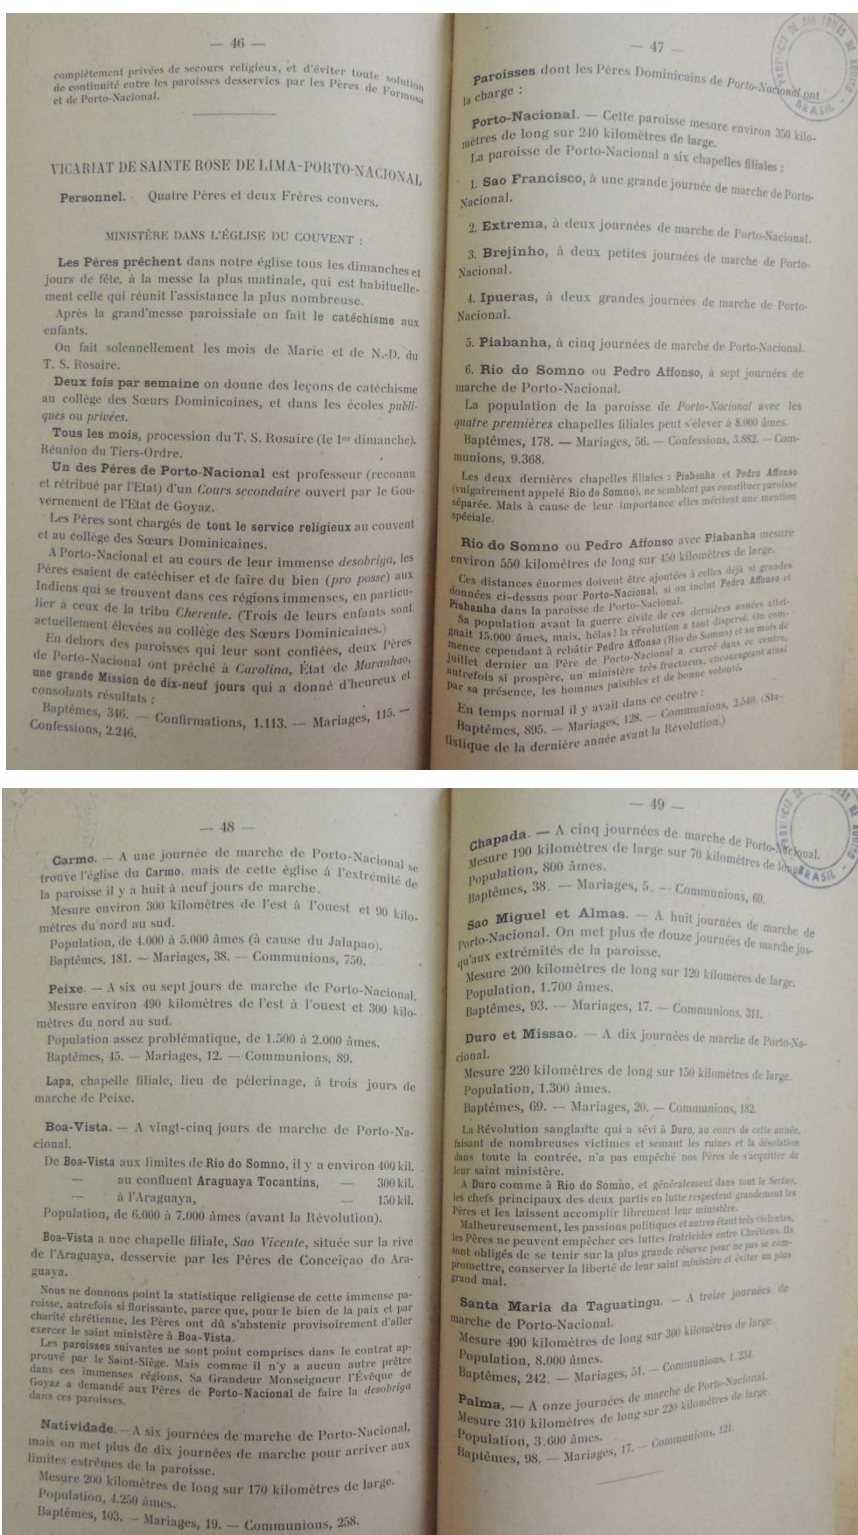 — 46 —
complètement privées de secours religieux, et d'éviter toute solution
de continuité entre les paroisses desservies par les Pères de Formosa
et de Porto-Nacional.
VICARIAT DE SAINTE ROSE DE LIMA-PORTO-NACIONAL
Personnel. Quatre Pères et deux Frères convers.
MINISTÈRE DANS L'ÉGLISE DU COUVENT :
Les Pères prêchent dans notre église tous les dimanches et
jours de fête, à la messe la plus matinale, qui est habituelle-
ment celle qui réunit l'assistance la plus nombreuse.
Après la grand'messe paroissiale on fait le catéchisme aux
enfants.
On fait solennellement les mois de Marie et de N.-D. du
T. S. Rosaire.
Deux fois par semaine on donne des leçons de catéchisme
au collège des Sœurs Dominicaines, et dans les écoles publi-
ques ou privées.
Tous les mois, procession du T. S. Rosaire (le 1er dimanche).
Réunion du Tiers-Ordre.
Un des Pères de Porto-Nacional est professeur (reconnu
et rétribué par l'Etat) d'un Cours secondaire ouvert par le Gou-
vernement de l'Etat de Goyaz.
Les Pères sont chargés de tout le service religieux au couvent
et au collège des Sœurs Dominicaines.
A Porto-Nacional et au cours de leur immense desobriga, les
Pères esaient de catéchiser et de faire du bien (pro posse) aux
Indiens qui se trouvent dans ces régions immenses, en particu-
lier à ceux de la tribu Cherente. (Trois de leurs enfants sont
actuellement élevées au collège des Sœurs Dominicaines.)
En dehors des paroisses qui leur sont confiées, deux Pères
de Porto-Nacional ont prêché à Carolina, État de Maranhao,
une grande Mission de dix-neuf jours qui a donné d'heureux et
consolants résultats :
Baptêmes, 346. — Confirmations, 1.113. — Mariages, 115. —
Confessions, 2.246.
— 47 —
Paroisses dont les Pères Dominicains de Porto-Nacional ont
la charge :
Porto-Nacional. — Cette paroisse mesure environ 350 kilo-
mètres de long sur 240 kilomètres de large.
La paroisse de Porto-Nacional a six chapelles filiales :
1. Sao Francisco, à une grande journée de marche de Porto-
Nacional.
2. Extrema, à deux journées de marche de Porto-Nacional.
3. Brejinho, à deux petites journées de marche de Porto-
Nacional.
4. Ipueras, à deux grandes journées de marche de Porto-
Nacional.
5. Piabanha, à cinq journées de marche de Porto-Nacional.
6. Rio do Somno ou Pedro Affonso, à sept journées de
marche de Porto-Nacional.
La population de la paroisse de Porto-Nacional avec les
quatre premières chapelles filiales peut s'élever à 8.000 âmes.
Baptêmes, 178. — Mariages, 56. — Confessions, 3.882. — Com-
munions, 9.368.
Les deux dernières chapelles filiales : Piabanha et Pedro Affonso
(vulgairement appelé Rio do Somno), ne semblent pas constituer paroisse
séparée. Mais à cause de leur importance elles méritent une mention
spéciale.
Rio do Somno ou Pedro Affonso avec Piabanha mesure
environ 550 kilomètres de long sur 450 kilomètres de large.
Ces distances énormes doivent être ajoutées à celles déjà si grandes
données ci-dessus pour Porto-Nacional, si on inclut Pedro Affonso et
Piabanha dans la paroisse de Porto-Nacional.
Sa population avant la guerre civile de ces dernières années attei-
gnait 15.000 âmes, mais, hélas! la révolution a tout dispersé. On com-
mence cependant à rebâtir Pedro Affonso (Rio do Somno) et au mois de
juillet dernier un Père de Porto-Nacional a exercé dans ce centre,
autrefois si prospère, un ministère très fructueux, encourageant ainsi
par sa présence, les hommes paisibles et de bonne volonté.
En temps normal il y avait dans ce centre :
Baptêmes, 895. — Mariages, 128. — Communions, 2.540. (Sta-
tistique de la dernière année avant la Révolution.)
— 48 —
Carmo. — A une journée de marche de Porto-Nacional se
trouve l'église du Carmo, mais de cette église à l'extrémité de
la paroisse il y a huit à neuf jours de marche.
Mesure environ 300 kilomètres de l'est à l'ouest et 90 kilo-
mètres du nord au sud.
Population, de 4.000 à 5.000 âmes (à cause du Jalapao).
Baptêmes, 181. — Mariages, 38. — Communions, 750.
Peixe. — A six ou sept jours de marche de Porto-Nacional.
Mesure environ 490 kilomètres de l'est à l'ouest et 300 kilo-
mètres du nord au sud.
Population assez problématique, de 1.500 à 2.000 âmes.
Baptêmes, 45. — Mariages, 12. — Communions, 89.
Lapa, chapelle filiale, lieu de pèlerinage, à trois jours de
marche de Peixe.
Boa-Vista. — A vingt-cinq jours de marche de Porto-Na-
cional.
De Boa-Vista aux limites de Rio do Somno, il y a environ 400 kil.
— au confluent Araguaya Tocantins, — 300 kil.
— à l'Araguaya, — 150 kil.
Population, de 6.000 à 7.000 âmes (avant la Révolution).
Boa-Vista a une chapelle filiale, Sao Vicente, située sur la rive
de l'Araguaya, desservie par les Pères de Conceiçao do Ara-
guaya.
Nous ne donnons point la statistique religieuse de cette immense pa-
roisse, autrefois si florissante, parce que, pour le bien de la paix et par
charité chrétienne, les Pères ont dû s'abstenir provisoirement d'aller
exercer le saint ministère à Boa-Vista.
Les paroisses suivantes ne sont point comprises dans le contrat ap-
prouvé par le Saint-Siège. Mais comme il n'y a aucun autre prêtre
dans ces immenses régions, Sa Grandeur Monseigneur l'Évêque de
Goyaz a demandé aux Pères de Porto-Nacional de faire la desobriga
dans ces paroisses.
Natividade. — A six journées de marche de Porto-Nacional,
mais on met plus de dix journées de marche pour arriver aux
limites extrêmes de la paroisse.
Mesure 200 kilomètres de long sur 170 kilomètres de large.
Population, 4.250 âmes.
Baptêmes, 103. — Mariages, 19. — Communions, 258.
— 49 —
Chapada. — A cinq journées de marche de Porto-Nacional.
Mesure 190 kilomètres de large sur 70 kilomètres de long.
Population, 800 âmes.
Baptêmes, 38. — Mariages, 5. — Communions, 69.
Sao Miguel et Almas. — A huit journées de marche de
Porto-Nacional. On met plus de douze journées de marche jus-
qu'aux extrémités de la paroisse.
Mesure 200 kilomètres de long sur 120 kilomères de large.
Population, 1.700 âmes.
Baptêmes, 93. — Mariages, 17. — Communions, 311.
Duro et Missao. — A dix journées de marche de Porto-Na-
cional.
Mesure 220 kilomètres de long sur 150 kilomètres de large.
Population, 1.300 âmes.
Baptêmes, 69. — Mariages, 20. — Communions, 182.
La Révolution sanglante qui a sévi à Duro, au cours de cette année,
faisant de nombreuses victimes et semant les ruines et la désolation
dans toute la contrée, n'a pas empêché nos Pères de s'acquitter de
leur saint ministère.
A Duro comme à Rio do Somno, et généralement dans tout le Sertao,
les chefs principaux des deux partis en lutte respectent grandement les
Pères et les laissent accomplir librement leur ministère.
Malheureusement, les passions politiques et autres étant très violentes,
les Pères ne peuvent empêcher ces luttes fratricides entre Chrétiens. Ils
sont obligés de se tenir sur la plus grande réserve pour ne pas se com-
promettre, conserver la liberté de leur saint ministère et éviter un plus
grand mal.
Santa Maria da Taguatingu. — A treize journées de
marche de Porto-Nacional.
Mesure 490 kilomètres de long sur 300 kilomètres de large.
Population, 8.000 âmes.
Baptêmes, 242. — Mariages, 51. — Communions, 1.234.
Palma. — A onze journées de marche de Porto-Nacional.
Mesure 310 kilomètres de long sur 220 kilomètres de large.
Population, 3.600 âmes.
Baptêmes, 98. — Mariages, 17. — Communions, 121.